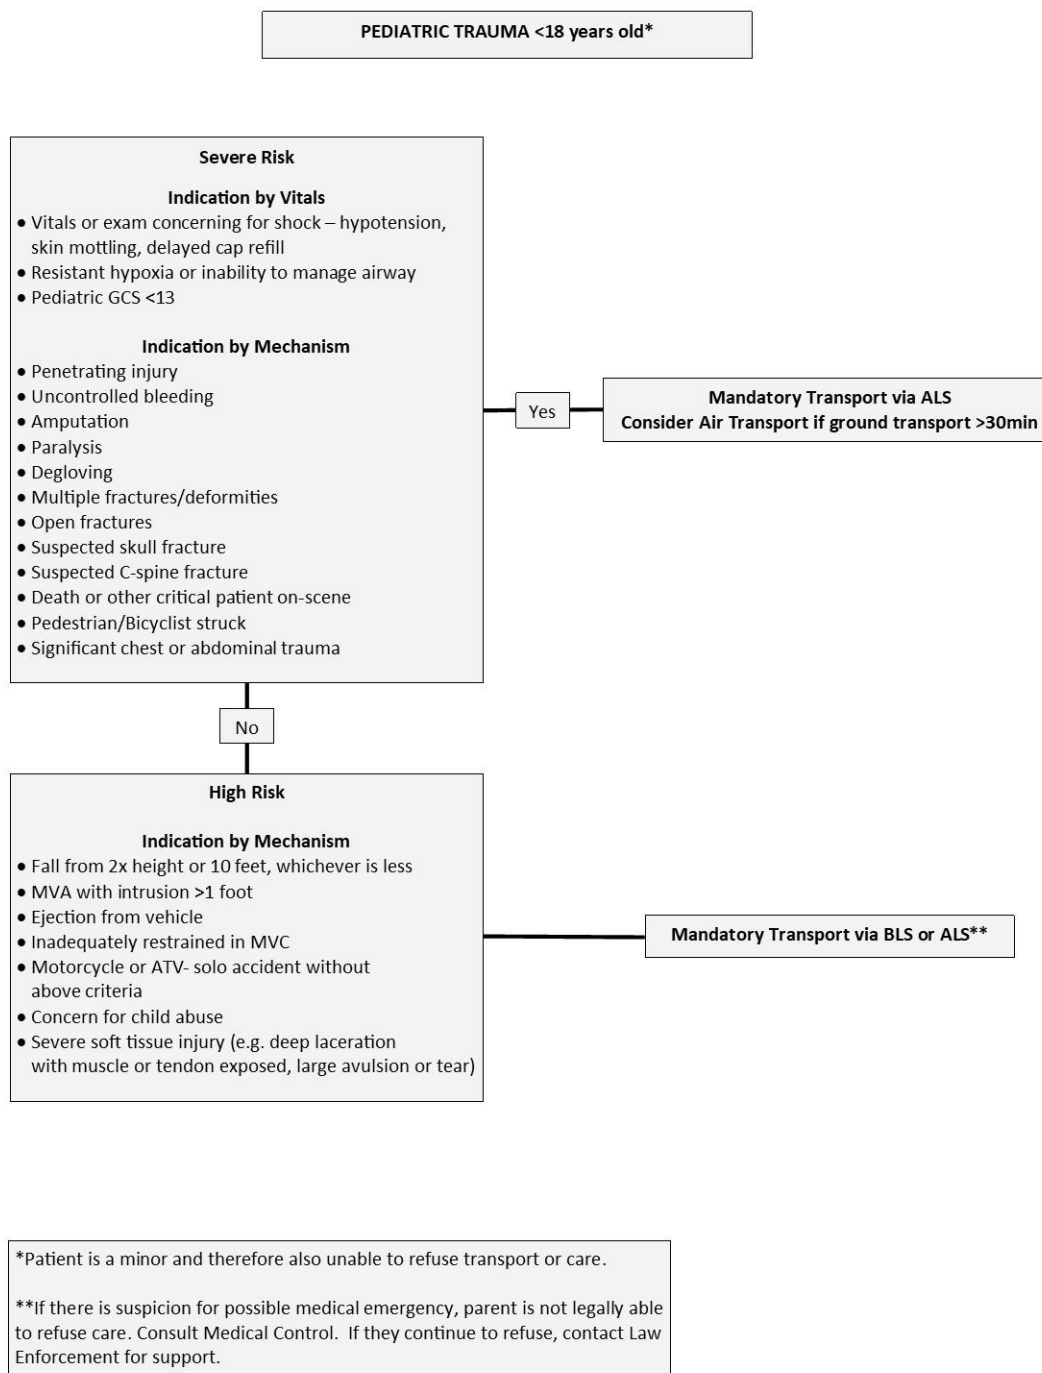 PEDIATRIC TRAUMA <18 years old*
Severe Risk
Indication by Vitals
● Vitals or exam concerning for shock – hypotension,
skin mottling, delayed cap refill
● Resistant hypoxia or inability to manage airway
● Pediatric GCS <13
Indication by Mechanism
● Penetrating injury
● Uncontrolled bleeding
● Amputation
● Paralysis
● Degloving
● Multiple fractures/deformities
● Open fractures
● Suspected skull fracture
● Suspected C-spine fracture
● Death or other critical patient on-scene
● Pedestrian/Bicyclist struck
● Significant chest or abdominal trauma
Yes
Mandatory Transport via ALS
Consider Air Transport if ground transport >30min
No
High Risk
Indication by Mechanism
● Fall from 2x height or 10 feet, whichever is less
● MVA with intrusion >1 foot
● Ejection from vehicle
● Inadequately restrained in MVC
● Motorcycle or ATV- solo accident without
above criteria
● Concern for child abuse
● Severe soft tissue injury (e.g. deep laceration
with muscle or tendon exposed, large avulsion or tear)
Mandatory Transport via BLS or ALS**
*Patient is a minor and therefore also unable to refuse transport or care.
**If there is suspicion for possible medical emergency, parent is not legally able
to refuse care. Consult Medical Control.  If they continue to refuse, contact Law
Enforcement for support.